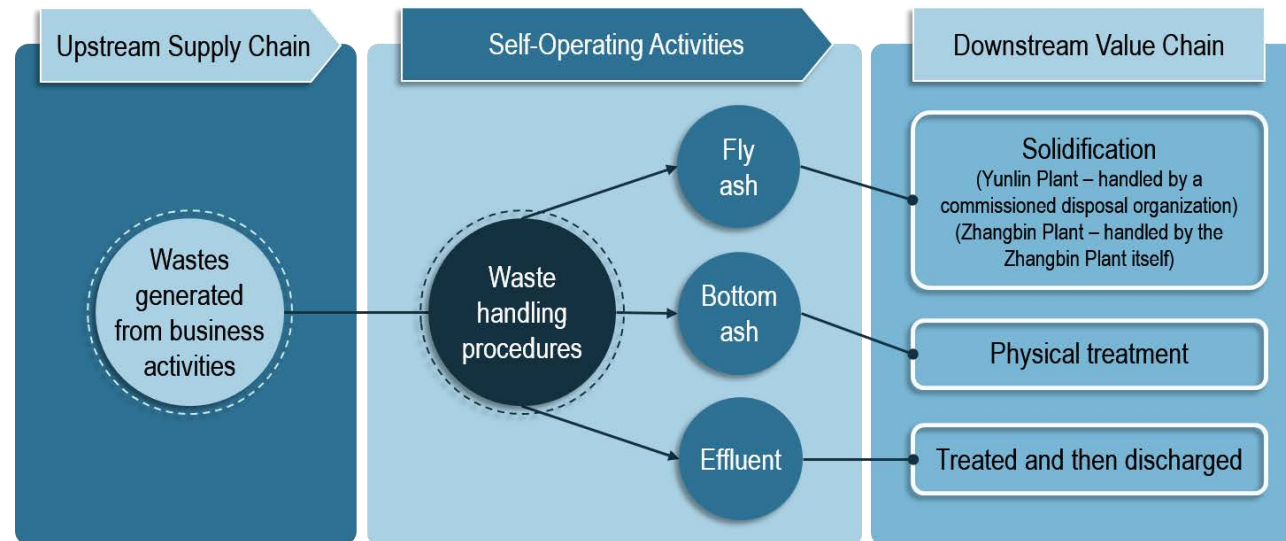 Upstream Supply Chain
Self-Operating Activities
Downstream Value Chain
Wastes
generated
from business
activities
Waste
handling
procedures
Fly
ash
Bottom
ash
Effluent
Solidification
(Yunlin Plant – handled by a
commissioned disposal organization)
(Zhangbin Plant – handled by the
Zhangbin Plant itself)
Physical treatment
Treated and then discharged